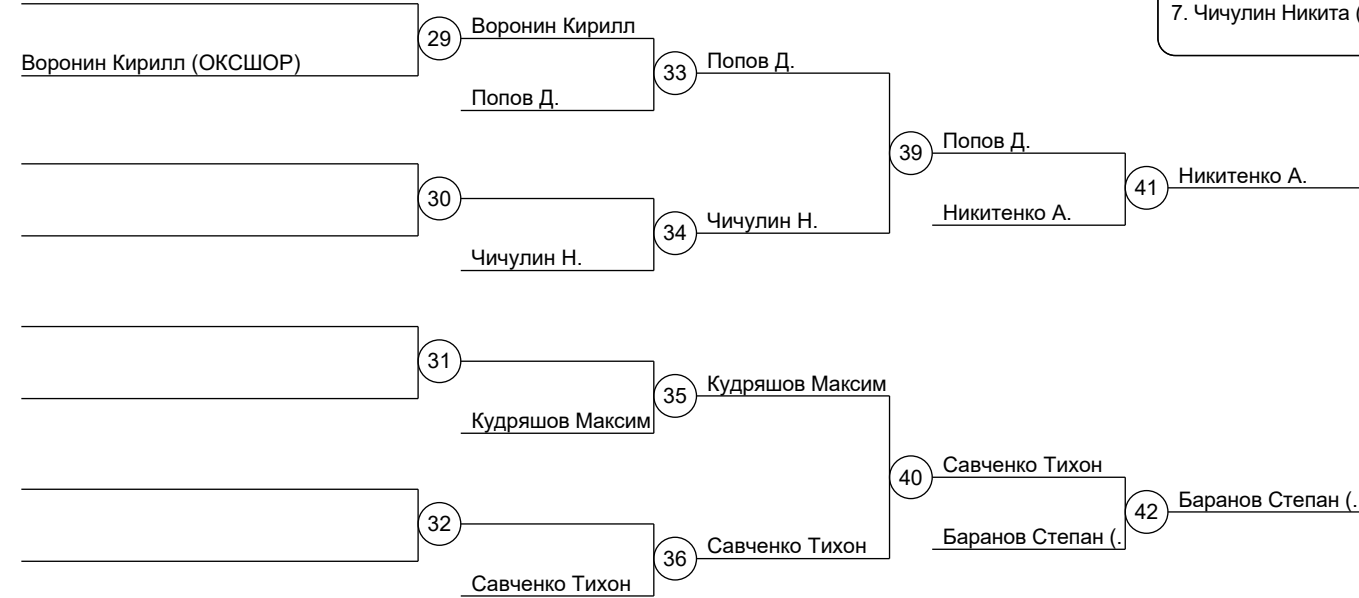 7. Чичулин Никита (
29
Воронин Кирилл
Воронин Кирилл (ОКСШОР)
33
Попов Д.
Попов Д.
39
Попов Д.
30
41
Никитенко А.
34
Чичулин Н.
Никитенко А.
Чичулин Н.
31
35
Кудряшов Максим
Кудряшов Максим
40
Савченко Тихон
32
42
Баранов Степан (.
36
Савченко Тихон
Баранов Степан (.
Савченко Тихон